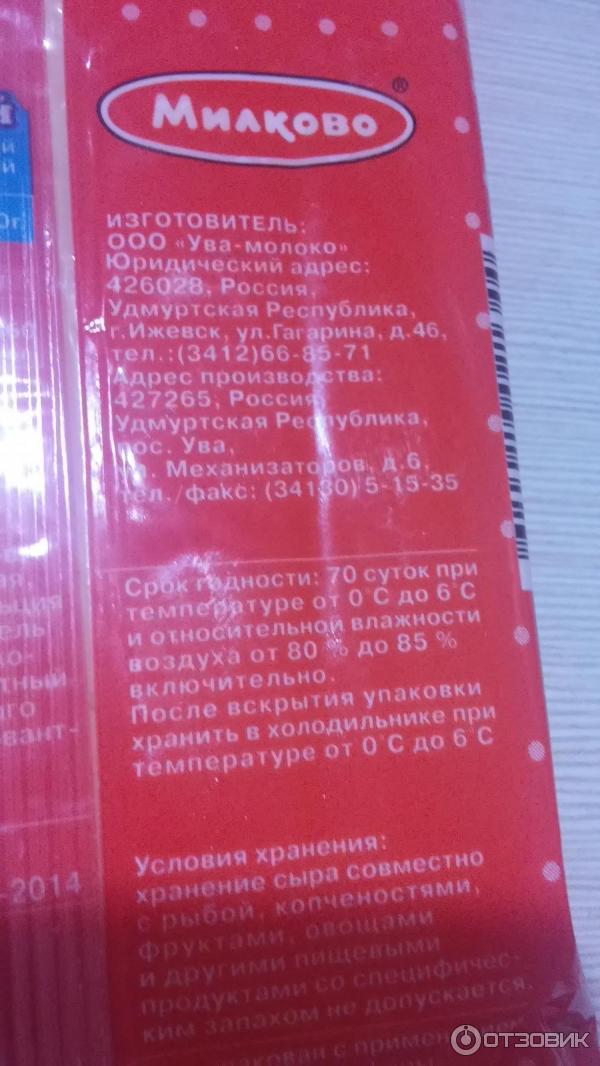 Милково
®
ИЗГОТОВИТЕЛЬ:
ООО «Ува-молоко»
Юридический адрес:
426028, Россия,
Удмуртская Республика,
г.Ижевск, ул.Гагарина, д.46,
тел.:(3412)66-85-71
Адрес производства:
427265, Россия,
Удмуртская Республика,
пос. Ува,
ул. Механизаторов, д.6,
тел./факс: (34130) 5-15-35
Срок годности: 70 суток при
температуре от 0°С до 6°С
и относительной влажности
воздуха от 80 % до 85 %
включительно.
После вскрытия упаковки
хранить в холодильнике при
температуре от 0°С до 6°С
Условия хранения:
хранение сыра совместно
с рыбой, копченостями,
фруктами, овощами
и другими пищевыми
продуктами со специфичес-
ким запахом не допускается.
с
-2014
ОТЗОВИК